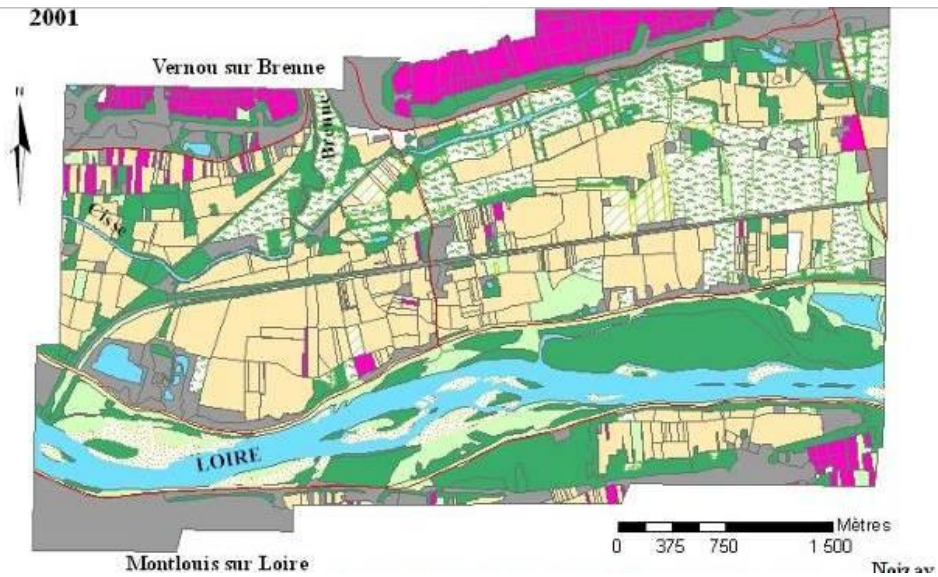 2001
Vernou sur Brenne
N
Brenne
Cisse
LOIRE
Mètres
0 375 750 1 500
Montlouis sur Loire
Noizay